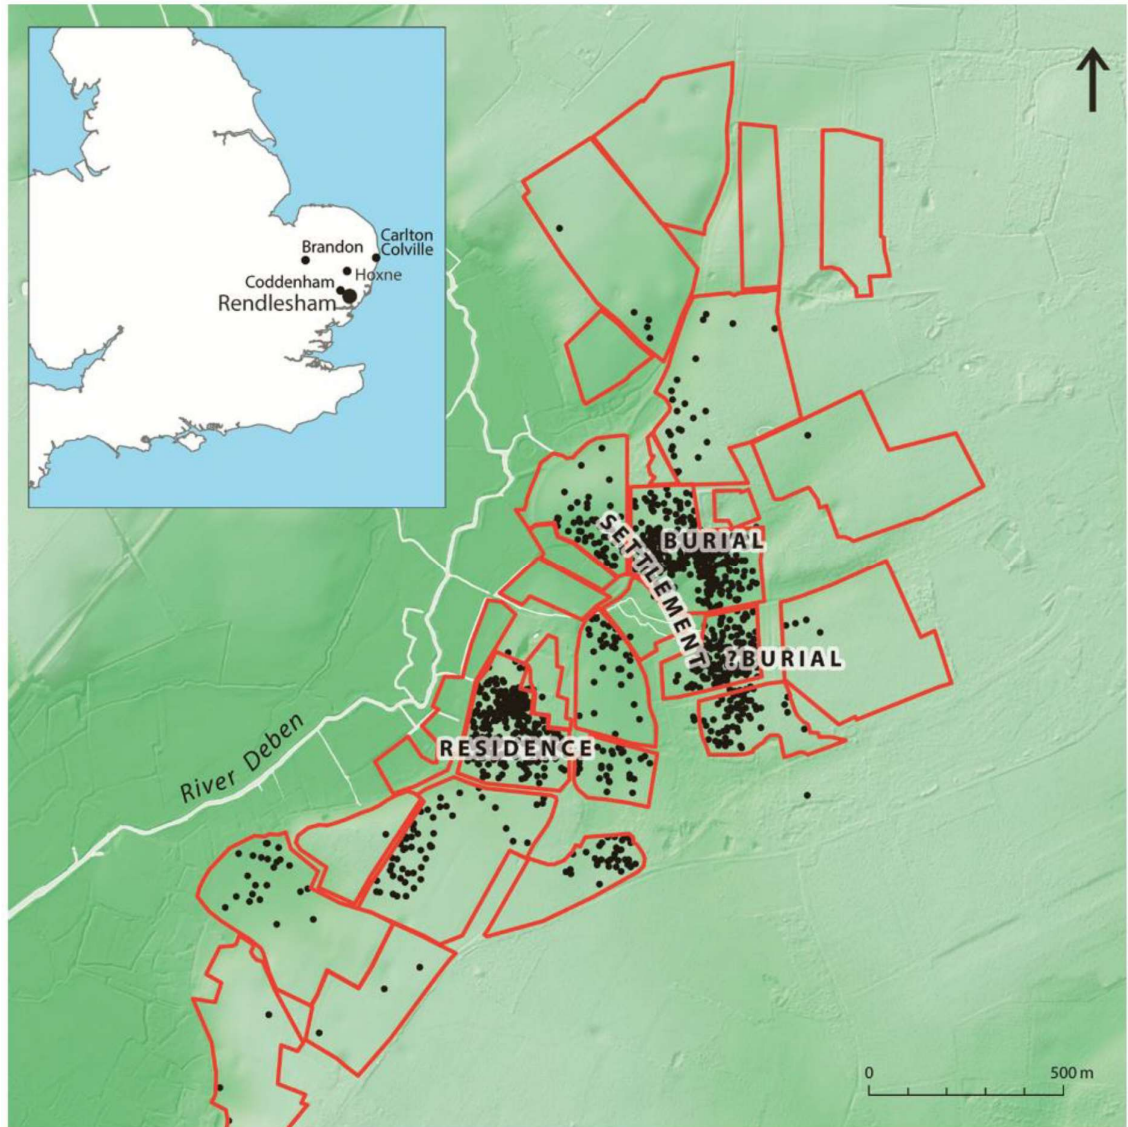 Carlton
Colville
Brandon
Hoxne
Coddenham
Rendlesham
SETTLEMENT
BURIAL
?BURIAL
RESIDENCE
River Deben
0 500 m